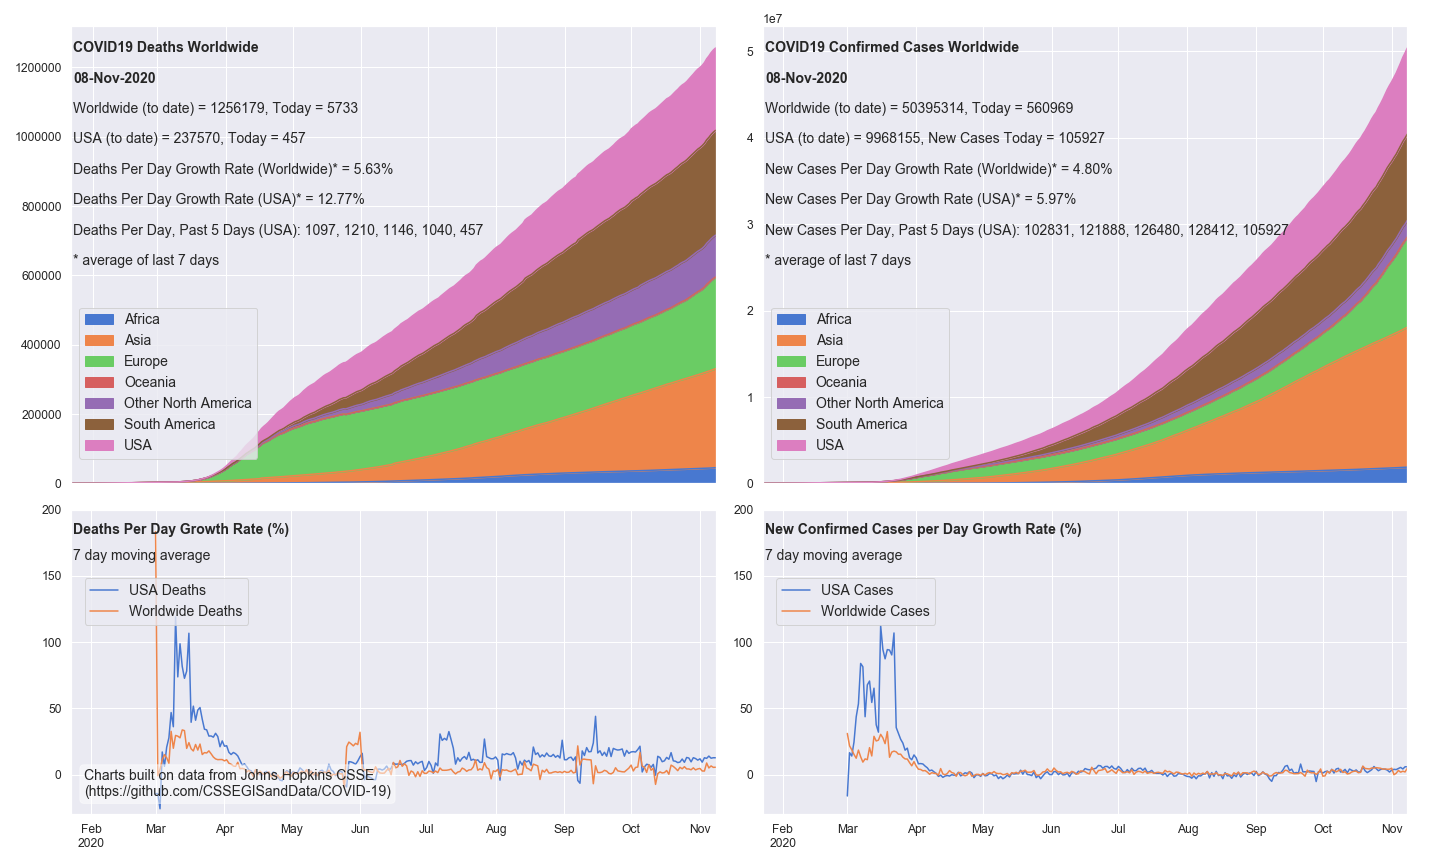 COVID19 Deaths Worldwide
08-Nov-2020
Worldwide (to date) = 1256179, Today = 5733
USA (to date) = 237570, Today = 457
Deaths Per Day Growth Rate (Worldwide)* = 5.63%
Deaths Per Day Growth Rate (USA)* = 12.77%
Deaths Per Day, Past 5 Days (USA): 1097, 1210, 1146, 1040, 457
* average of last 7 days
1200000
1000000
800000
600000
400000
200000
0
Africa
Asia
Europe
Oceania
Other North America
South America
USA
1e7
COVID19 Confirmed Cases Worldwide
08-Nov-2020
Worldwide (to date) = 50395314, Today = 560969
USA (to date) = 9968155, New Cases Today = 105927
New Cases Per Day Growth Rate (Worldwide)* = 4.80%
New Cases Per Day Growth Rate (USA)* = 5.97%
New Cases Per Day, Past 5 Days (USA): 102831, 121888, 126480, 128412, 105927
* average of last 7 days
5
4
3
2
1
0
Africa
Asia
Europe
Oceania
Other North America
South America
USA
Deaths Per Day Growth Rate (%)
7 day moving average
USA Deaths
Worldwide Deaths
200
150
100
50
0
Charts built on data from Johns Hopkins CSSE
(https://github.com/CSSEGISandData/COVID-19)
Feb Mar Apr May Jun Jul Aug Sep Oct Nov
2020
New Confirmed Cases per Day Growth Rate (%)
7 day moving average
USA Cases
Worldwide Cases
200
150
100
50
0
Feb Mar Apr May Jun Jul Aug Sep Oct Nov
2020